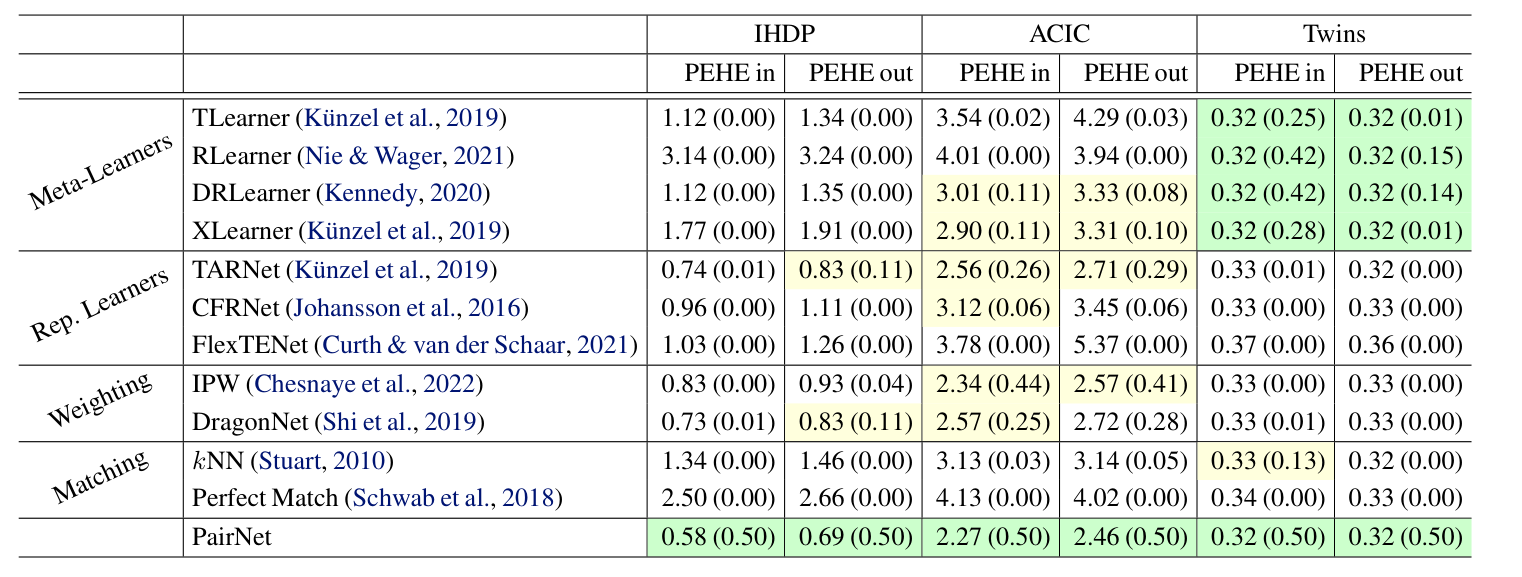 IHDP ACIC Twins
PEHE in PEHE out PEHE in PEHE out PEHE in PEHE out
Meta-Learners
TLearner (Künzel et al., 2019) 1.12 (0.00) 1.34 (0.00) 3.54 (0.02) 4.29 (0.03) 0.32 (0.25) 0.32 (0.01)
RLearner (Nie & Wager, 2021) 3.14 (0.00) 3.24 (0.00) 4.01 (0.00) 3.94 (0.00) 0.32 (0.42) 0.32 (0.15)
DRLearner (Kennedy, 2020) 1.12 (0.00) 1.35 (0.00) 3.01 (0.11) 3.33 (0.08) 0.32 (0.42) 0.32 (0.14)
XLearner (Künzel et al., 2019) 1.77 (0.00) 1.91 (0.00) 2.90 (0.11) 3.31 (0.10) 0.32 (0.28) 0.32 (0.01)
Rep. Learners
TARNet (Künzel et al., 2019) 0.74 (0.01) 0.83 (0.11) 2.56 (0.26) 2.71 (0.29) 0.33 (0.01) 0.32 (0.00)
CFRNet (Johansson et al., 2016) 0.96 (0.00) 1.11 (0.00) 3.12 (0.06) 3.45 (0.06) 0.33 (0.00) 0.33 (0.00)
FlexTENet (Curth & van der Schaar, 2021) 1.03 (0.00) 1.26 (0.00) 3.78 (0.00) 5.37 (0.00) 0.37 (0.00) 0.36 (0.00)
Weighting
IPW (Chesnaye et al., 2022) 0.83 (0.00) 0.93 (0.04) 2.34 (0.44) 2.57 (0.41) 0.33 (0.00) 0.33 (0.00)
DragonNet (Shi et al., 2019) 0.73 (0.01) 0.83 (0.11) 2.57 (0.25) 2.72 (0.28) 0.33 (0.01) 0.33 (0.00)
Matching
kNN (Stuart, 2010) 1.34 (0.00) 1.46 (0.00) 3.13 (0.03) 3.14 (0.05) 0.33 (0.13) 0.32 (0.00)
Perfect Match (Schwab et al., 2018) 2.50 (0.00) 2.66 (0.00) 4.13 (0.00) 4.02 (0.00) 0.34 (0.00) 0.33 (0.00)
PairNet 0.58 (0.50) 0.69 (0.50) 2.27 (0.50) 2.46 (0.50) 0.32 (0.50) 0.32 (0.50)